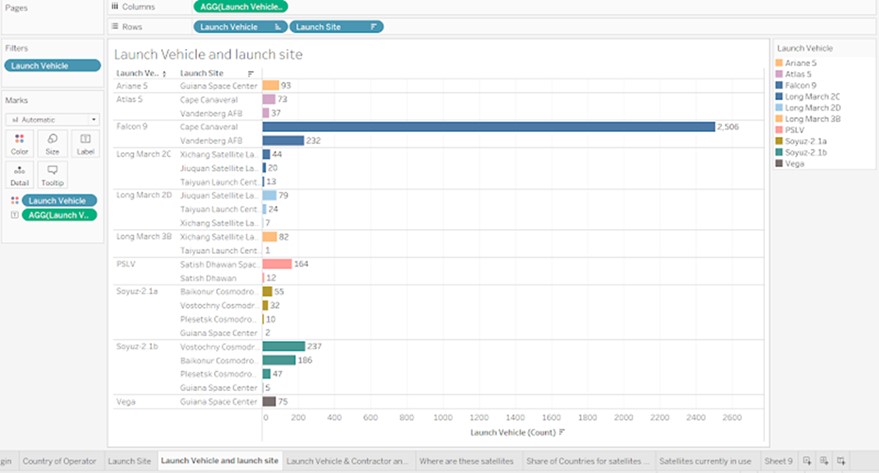 Pages
Columns
AGG(Launch Vehicle..
Rows
Launch Vehicle
Launch Site
Filters
Launch Vehicle
Marks
Automatic
Color
Size
Label
Detail
Tooltip
Launch Vehicle
AGG(Launch V..
Launch Vehicle and launch site
Launch Ve.. Launch Site
Ariane 5 Guiana Space Center 93
Atlas 5 Cape Canaveral 73
Vandenberg AFB 37
Falcon 9 Cape Canaveral 2,506
Vandenberg AFB 232
Long March 2C Xichang Satellite La.. 44
Jiuquan Satellite La.. 20
Taiyuan Launch Cent.. 13
Long March 2D Jiuquan Satellite La.. 79
Taiyuan Launch Cent.. 24
Xichang Satellite La.. 7
Long March 3B Xichang Satellite La.. 82
Taiyuan Launch Cent.. 1
PSLV Satish Dhawan Spac.. 164
Satish Dhawan 12
Soyuz-2.1a Baikonur Cosmodro.. 55
Vostochny Cosmodro.. 32
Plesetsk Cosmodro.. 10
Guiana Space Center 2
Soyuz-2.1b Vostochny Cosmodr.. 237
Baikonur Cosmodro.. 186
Plesetsk Cosmodro.. 47
Guiana Space Center 5
Vega Guiana Space Center 75
0 200 400 600 800 1000 1200 1400 1600 1800 2000 2200 2400 2600
Launch Vehicle (Count)
Launch Vehicle
Ariane 5
Atlas 5
Falcon 9
Long March 2C
Long March 2D
Long March 3B
PSLV
Soyuz-2.1a
Soyuz-2.1b
Vega
gin Country of Operator Launch Site Launch Vehicle and launch site Launch Vehicle & Contractor an... Where are these satellites Share of Countries for satellites ... Satellites currently in use Sheet 9